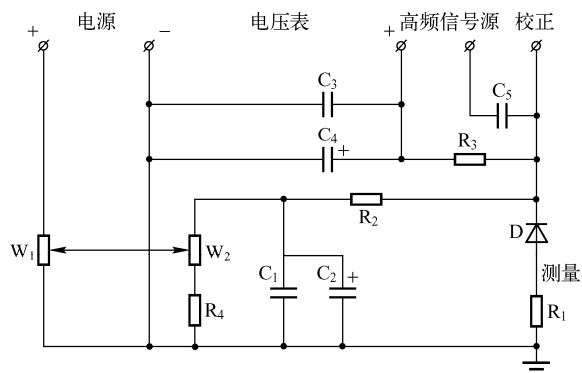 电源 电压表 高频信号源 校正
+ − +
C3
C5
C4 +
R3
R2
D
W1 W2
C1 C2 +
测量
R4 R1